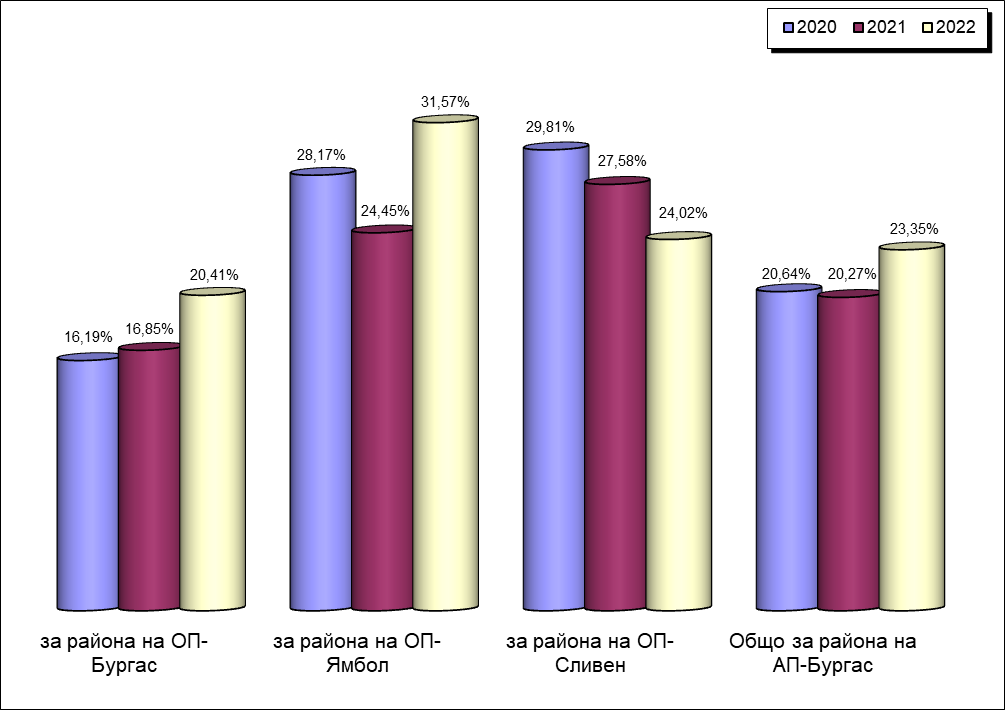 2020 2021 2022
16,19% 16,85% 20,41%
28,17% 24,45% 31,57%
29,81% 27,58% 24,02%
20,64% 20,27% 23,35%
за района на ОП-
Бургас
за района на ОП-
Ямбол
за района на ОП-
Сливен
Общо за района на
АП-Бургас